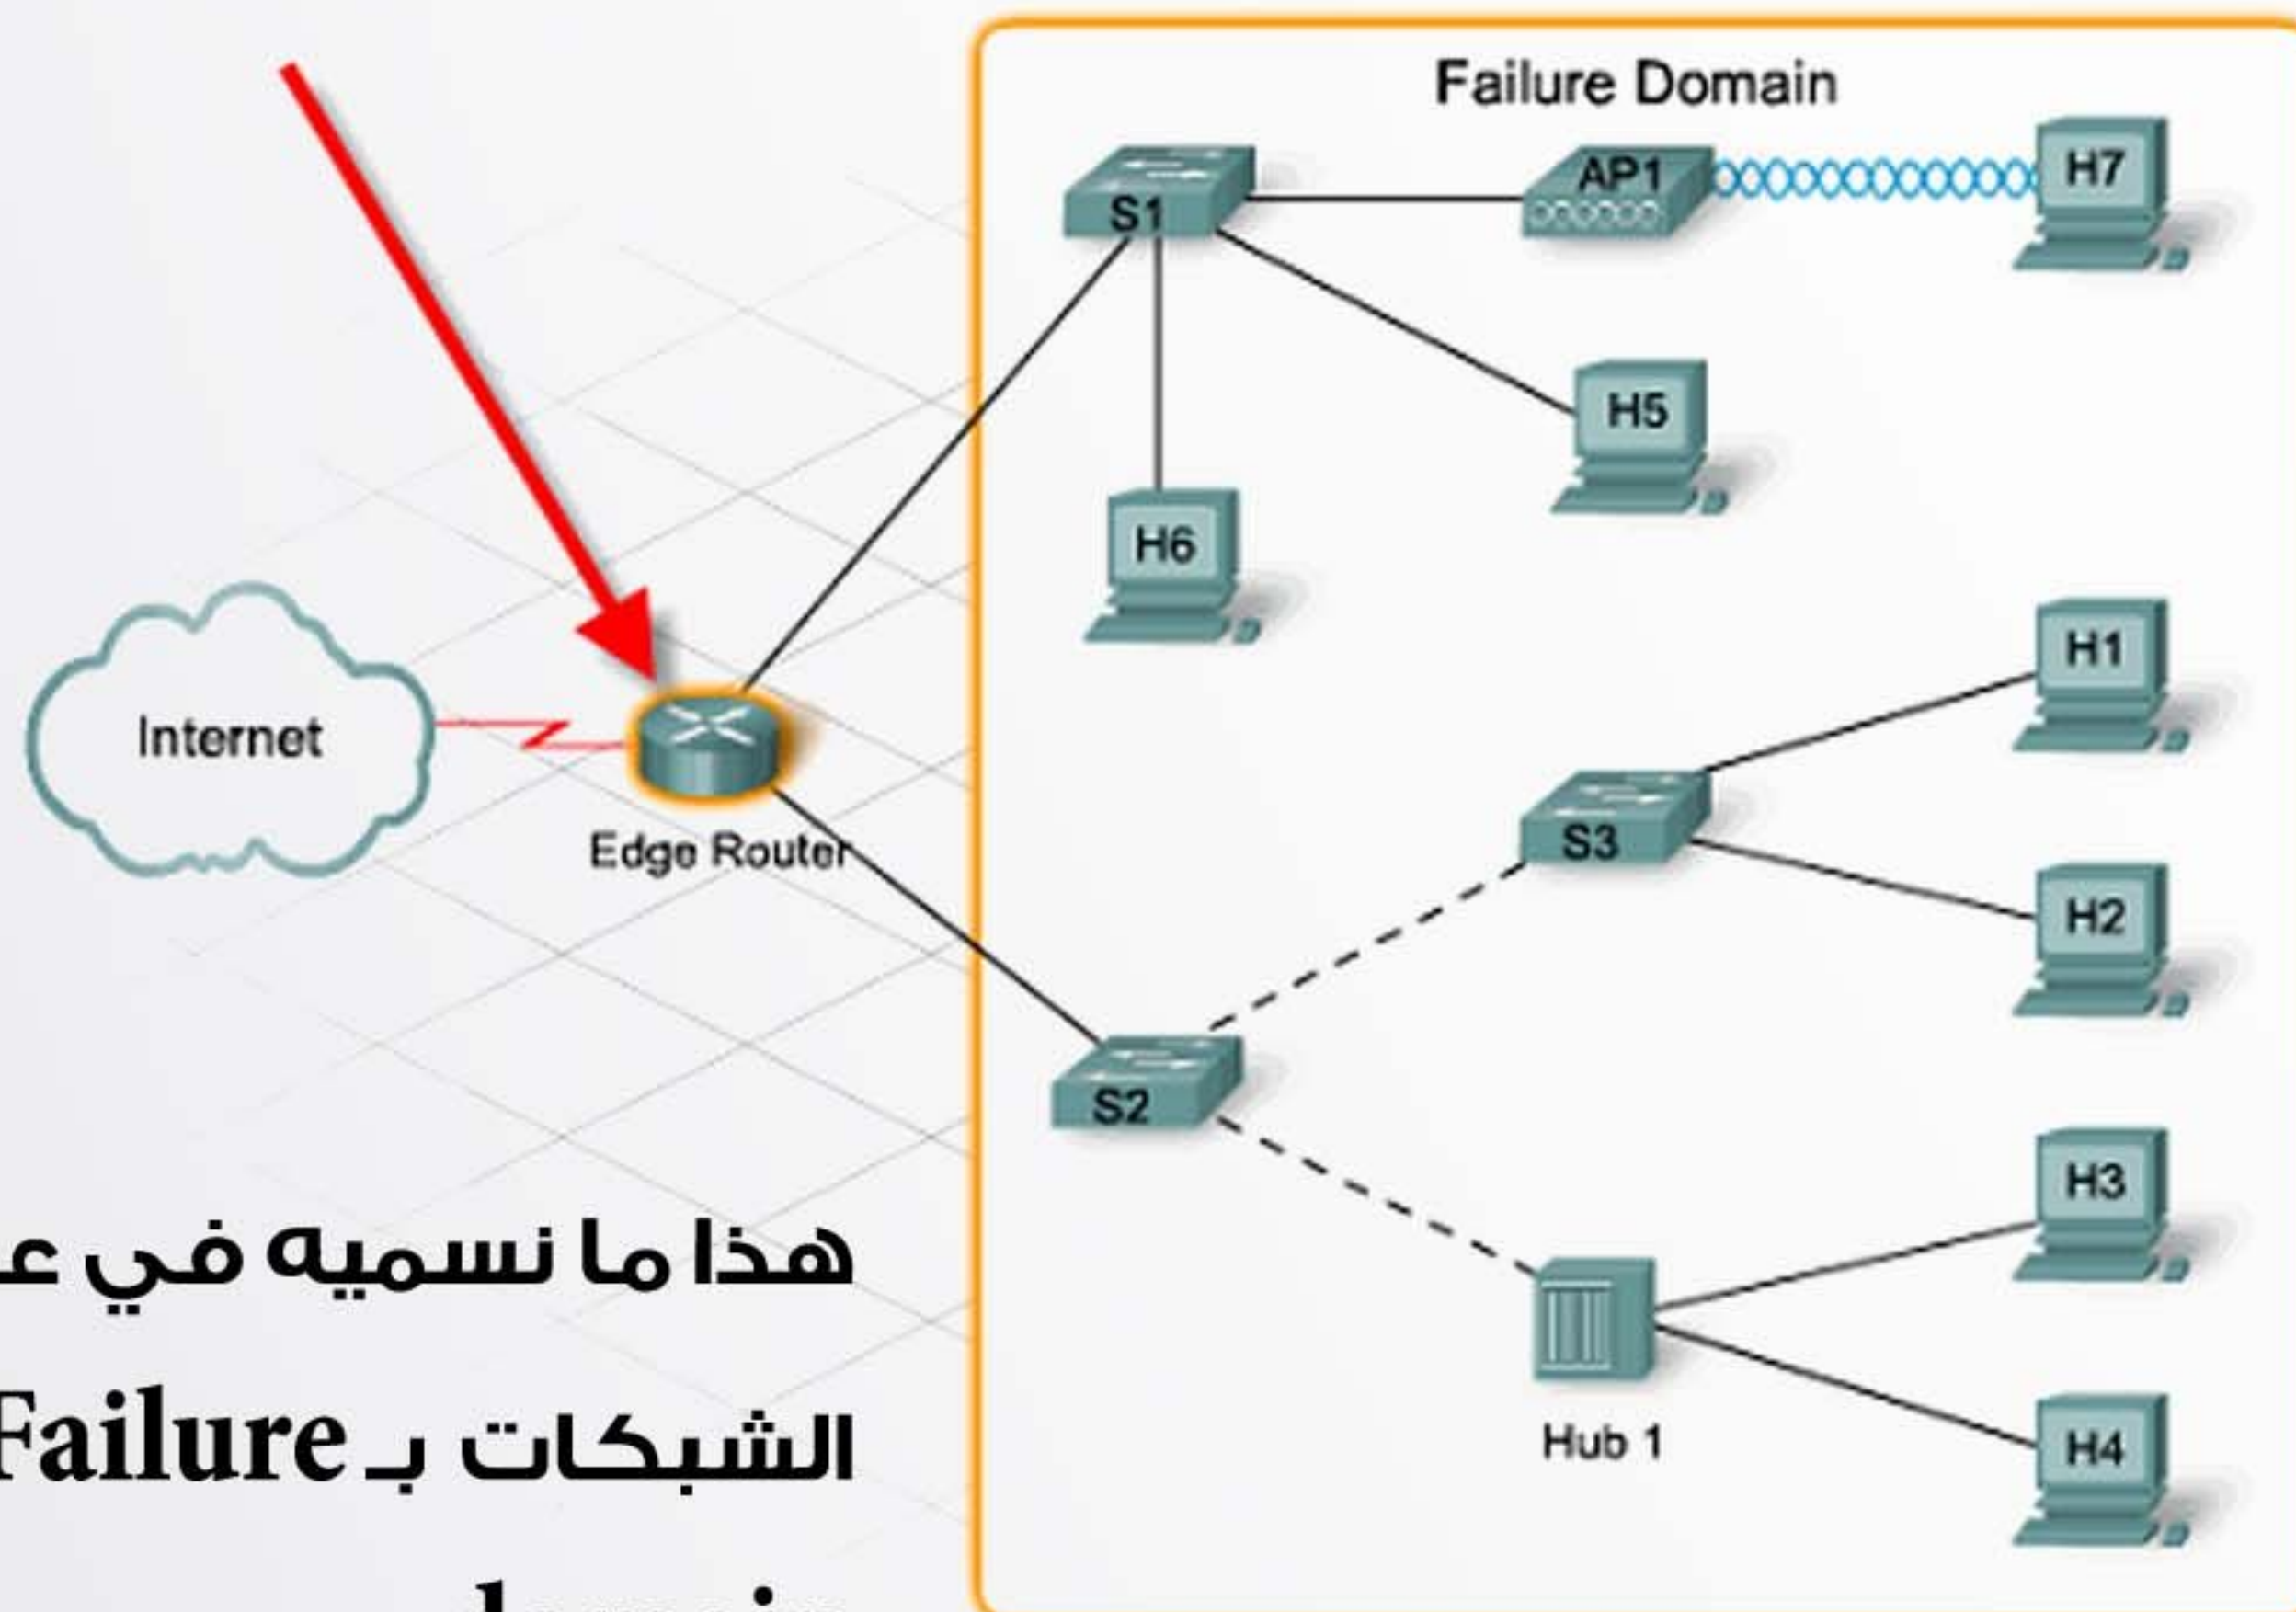 Failure Domain
S1
AP1
H7
H5
H6
H1
Internet
Edge Router
S3
H2
S2
H3
Hub 1
H4
هذا ما نسميه في
الشبكات بـ Failure